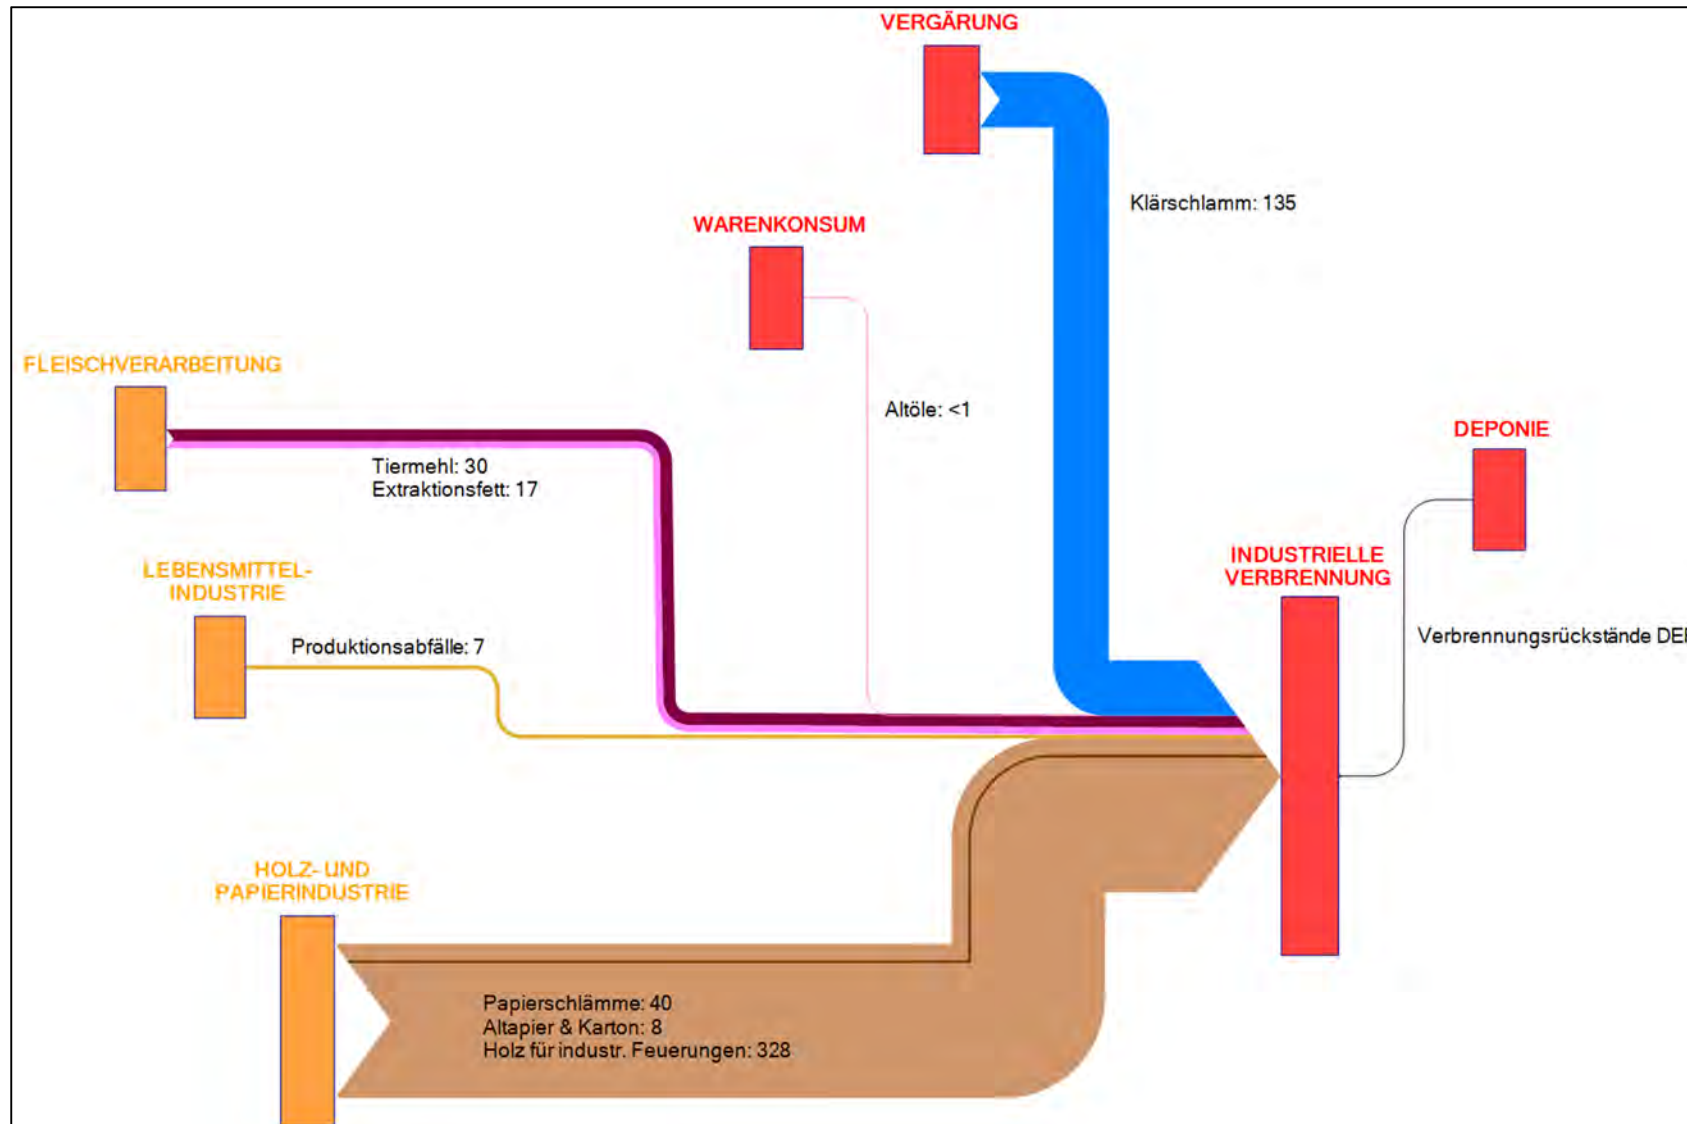 VERGÄRUNG
Klärschlamm: 135
WARENKONSUM
FLEISCHVERARBEITUNG
Altöle: <1
DEPONIE
Tiermehl: 30
Extraktionsfett: 17
INDUSTRIELLE
VERBRENNUNG
LEBENSMITTEL-
INDUSTRIE
Produktionsabfälle: 7
Verbrennungsrückstände
HOLZ- UND
PAPIERINDUSTRIE
Papierschlämme: 40
Altapier & Karton: 8
Holz für industr. Feuerungen: 328